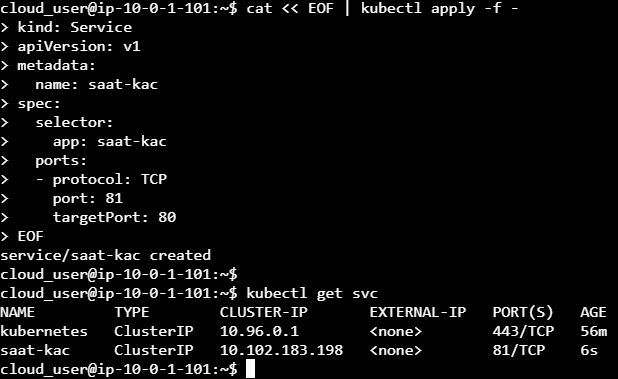 cloud_user@ip-10-0-1-101:~$ cat << EOF | kubectl apply -f -
> kind: Service
> apiVersion: v1
> metadata:
>   name: saat-kac
> spec:
>   selector:
>     app: saat-kac
>   ports:
>   - protocol: TCP
>     port: 81
>     targetPort: 80
> EOF
service/saat-kac created
cloud_user@ip-10-0-1-101:~$
cloud_user@ip-10-0-1-101:~$ kubectl get svc
NAME         TYPE        CLUSTER-IP       EXTERNAL-IP   PORT(S)   AGE
kubernetes   ClusterIP   10.96.0.1        <none>        443/TCP   56m
saat-kac     ClusterIP   10.102.183.198   <none>        81/TCP    6s
cloud_user@ip-10-0-1-101:~$